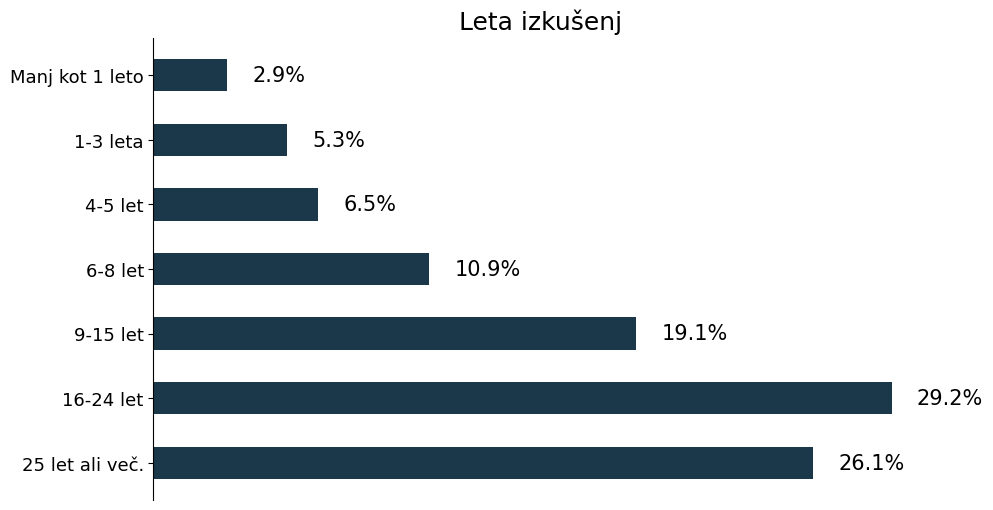 Leta izkušenj
Manj kot 1 leto 2.9%
1-3 leta 5.3%
4-5 let 6.5%
6-8 let 10.9%
9-15 let 19.1%
16-24 let 29.2%
25 let ali več. 26.1%